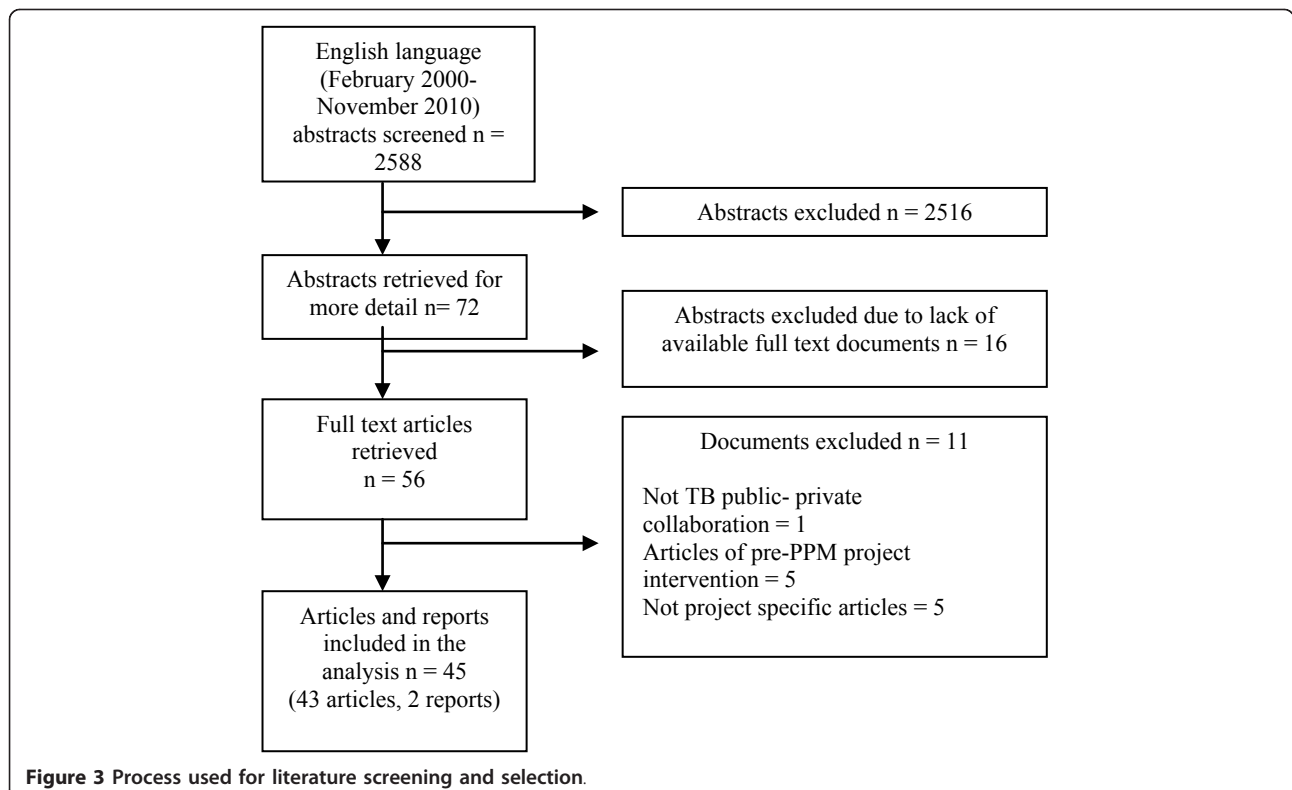 English language
(February 2000-
November 2010)
abstracts screened n =
2588
Abstracts excluded n = 2516
Abstracts retrieved for
more detail n= 72
Abstracts excluded due to lack of
available full text documents n = 16
Full text articles
retrieved
n = 56
Documents excluded n = 11
Not TB public- private
collaboration = 1
Articles of pre-PPM project
intervention = 5
Not project specific articles = 5
Articles and reports
included in the
analysis n = 45
(43 articles, 2 reports)
Figure 3 Process used for literature screening and selection.